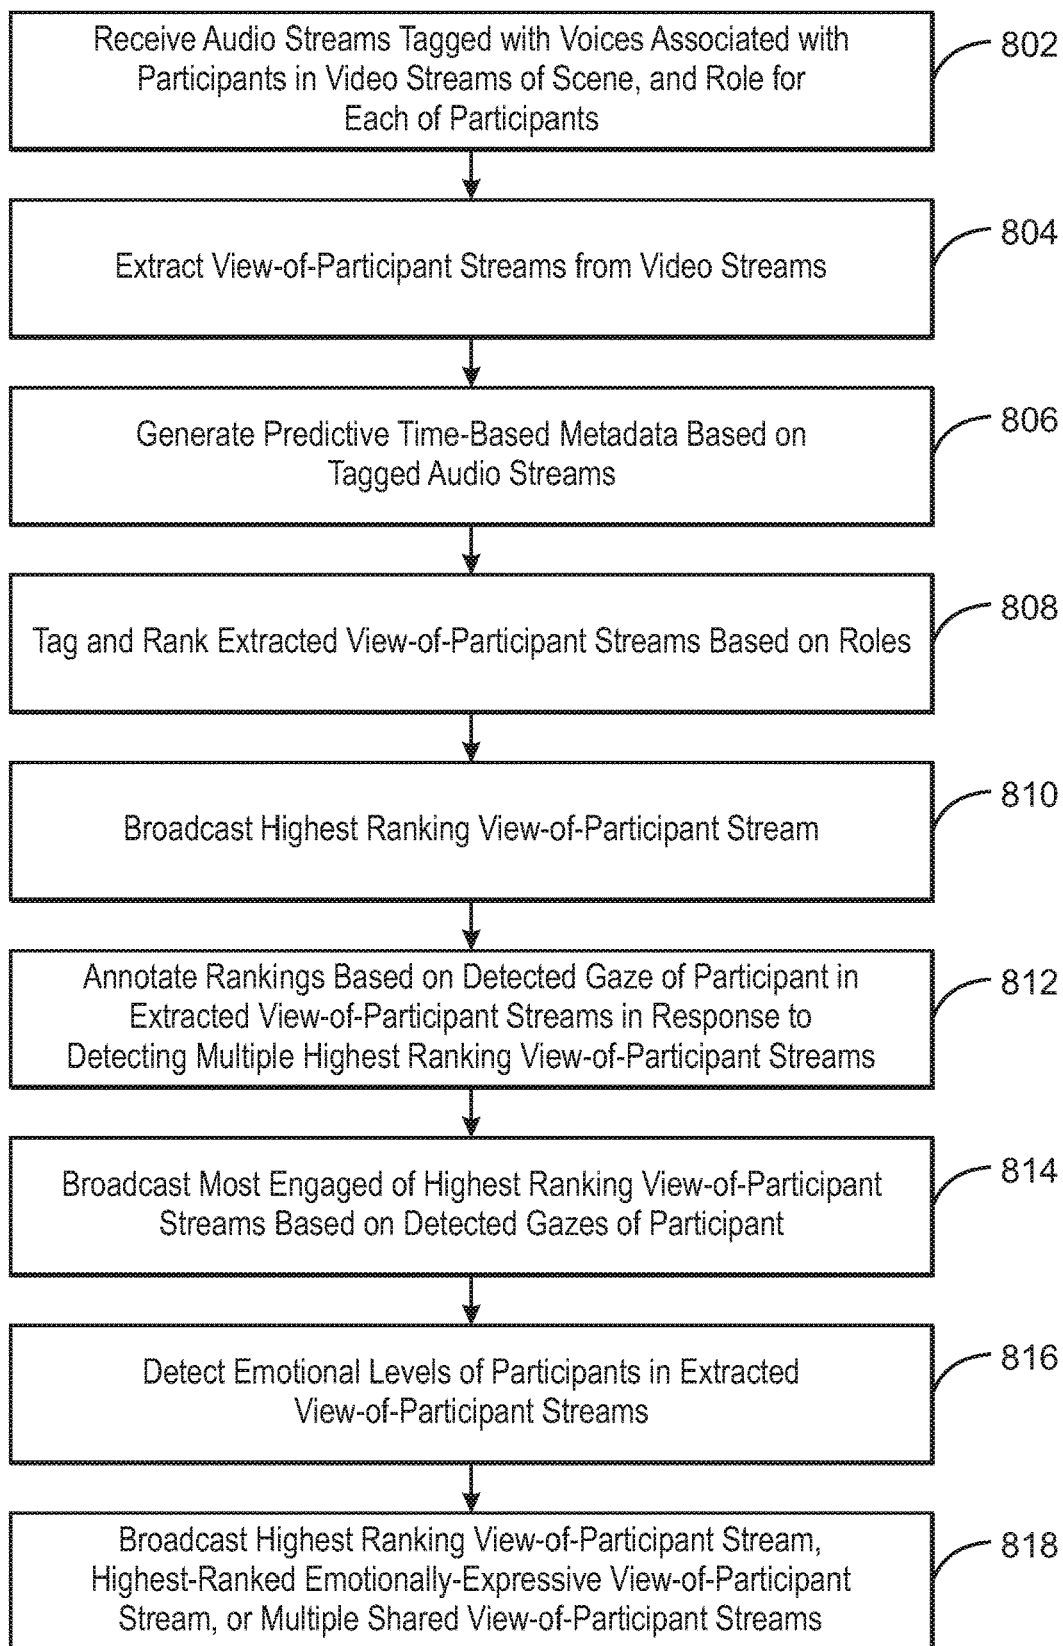 Receive Audio Streams Tagged with Voices Associated with
Participants in Video Streams of Scene, and Role for
Each of Participants
802
Extract View-of-Participant Streams from Video Streams
804
Generate Predictive Time-Based Metadata Based on
Tagged Audio Streams
806
Tag and Rank Extracted View-of-Participant Streams Based on Roles
808
Broadcast Highest Ranking View-of-Participant Stream
810
Annotate Rankings Based on Detected Gaze of Participant in
Extracted View-of-Participant Streams in Response to
Detecting Multiple Highest Ranking View-of-Participant Streams
812
Broadcast Most Engaged of Highest Ranking View-of-Participant
Streams Based on Detected Gazes of Participant
814
Detect Emotional Levels of Participants in Extracted
View-of-Participant Streams
816
Broadcast Highest Ranking View-of-Participant Stream,
Highest-Ranked Emotionally-Expressive View-of-Participant
Stream, or Multiple Shared View-of-Participant Streams
818